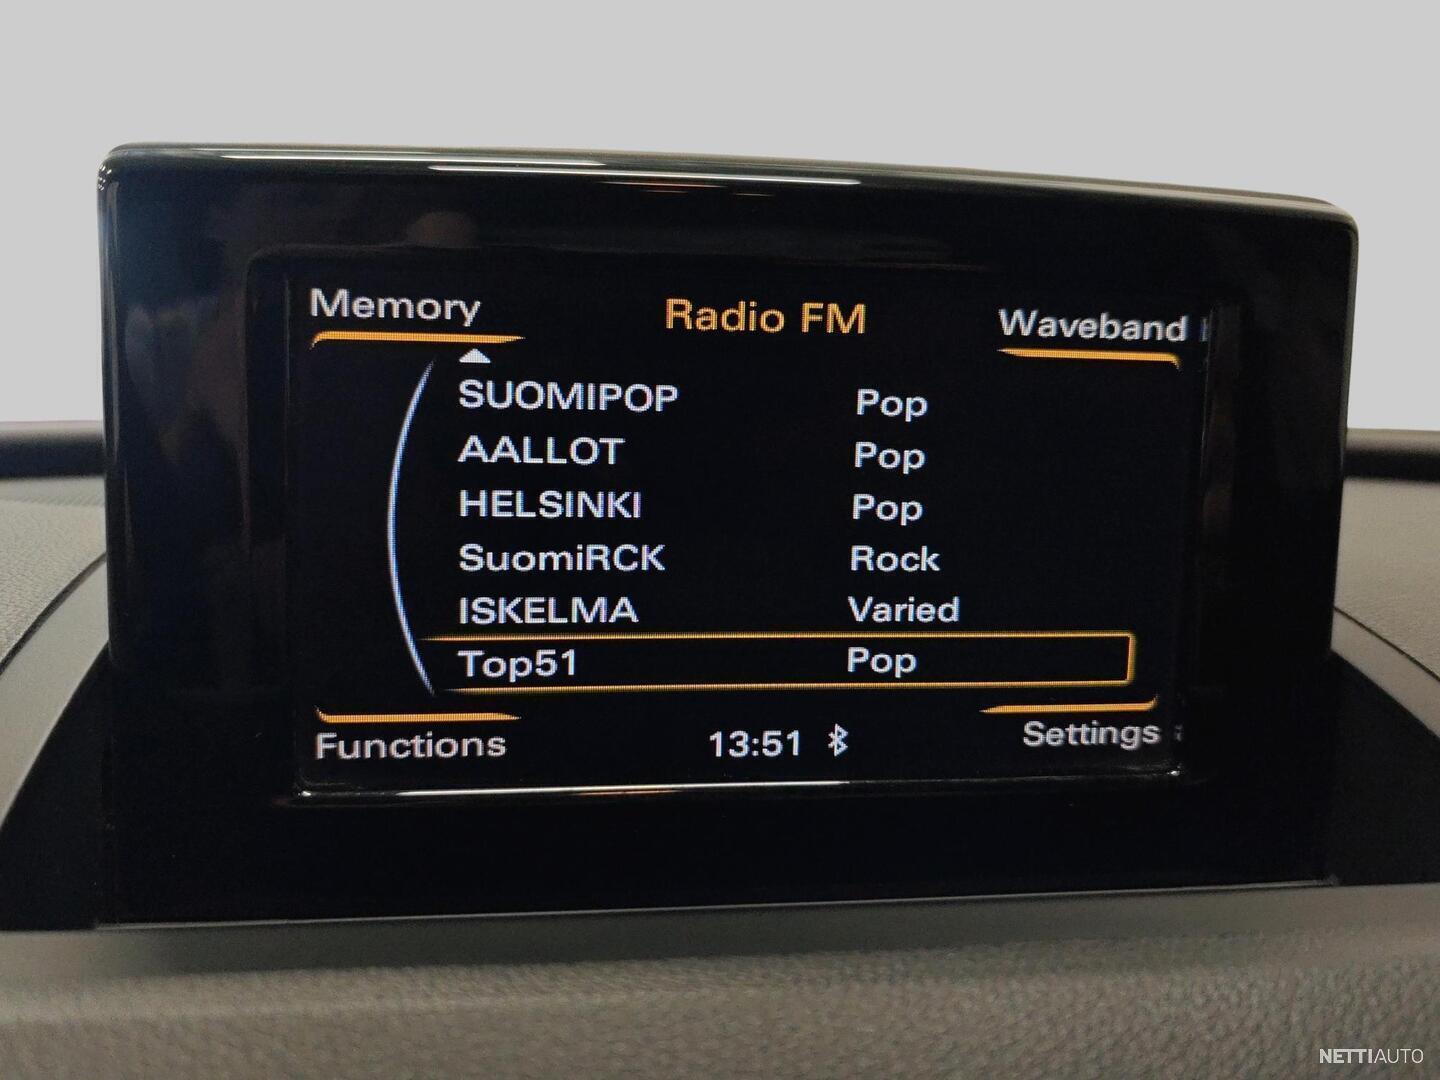 Memory Radio FM Waveband
SUOMIPOP Pop
AALLOT Pop
HELSINKI Pop
SuomiRCK Rock
ISKELMA Varied
Top51 Pop
Functions 13:51 Settings
NETTIAUTO